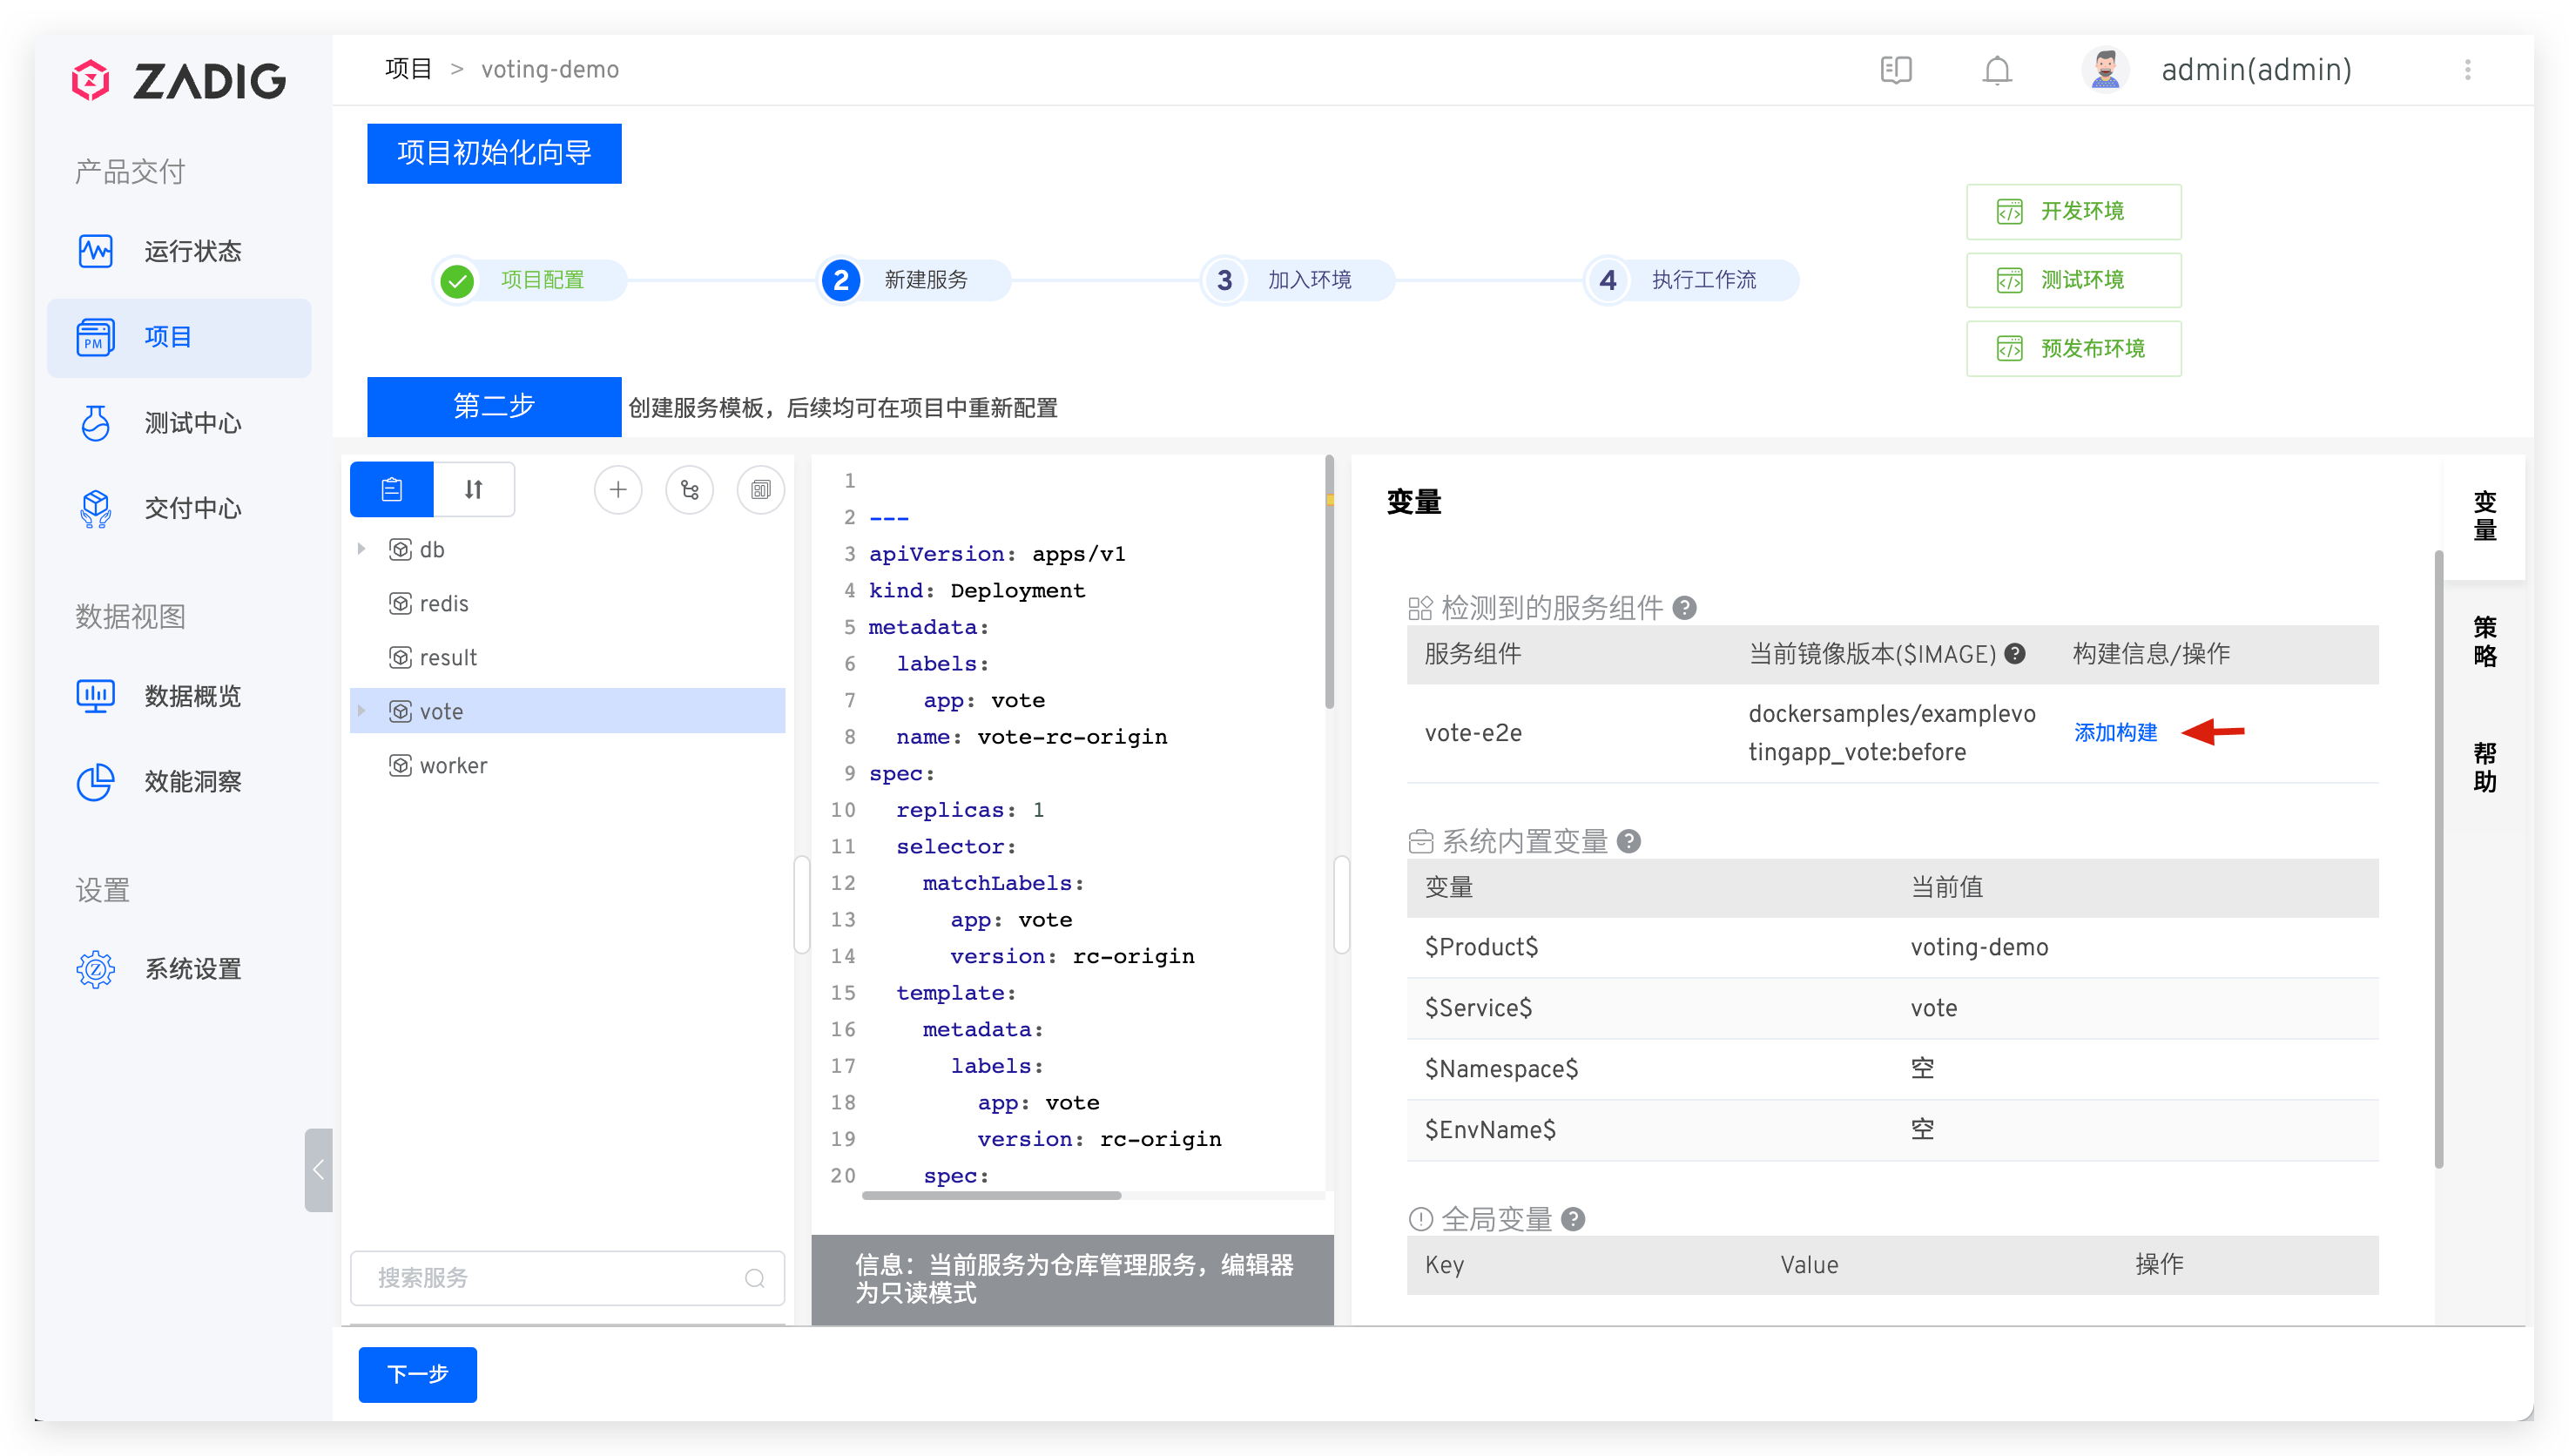 ZADIG
产品交付
运行状态
PM
项目
测试中心
交付中心
数据视图
数据概览
效能洞察
设置
系统设置
项目 > voting-demo
admin(admin)
项目初始化向导
项目配置
2 新建服务
3 加入环境
4 执行工作流
开发环境
测试环境
预发布环境
第二步 创建服务模板，后续均可在项目中重新配置
db
redis
result
vote
worker
搜索服务
1
2 ---
3 apiVersion: apps/v1
4 kind: Deployment
5 metadata:
6 labels:
7 app: vote
8 name: vote-rc-origin
9 spec:
10 replicas: 1
11 selector:
12 matchLabels:
13 app: vote
14 version: rc-origin
15 template:
16 metadata:
17 labels:
18 app: vote
19 version: rc-origin
20 spec:
信息：当前服务为仓库管理服务，编辑器
为只读模式
变量
检测到的服务组件 ?
服务组件 当前镜像版本($IMAGE) ? 构建信息/操作
vote-e2e dockersamples/examplevo
tingapp_vote:before 添加构建
系统内置变量 ?
变量 当前值
$Product$ voting-demo
$Service$ vote
$Namespace$ 空
$EnvName$ 空
全局变量 ?
Key Value 操作
变量
策略
帮助
下一步